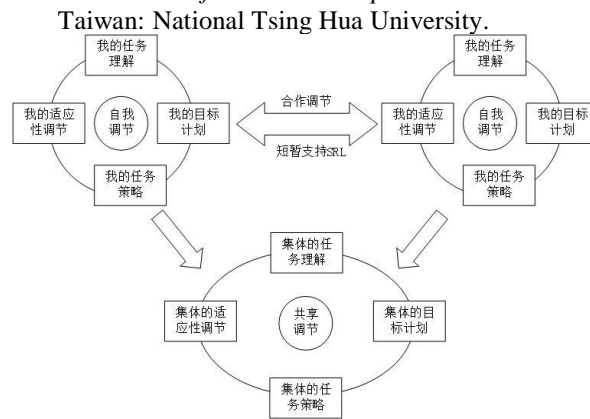 Taiwan: National Tsing Hua University.
我的任务
理解
我的适应
性调节
自我
调节
我的目标
计划
我的任务
策略
合作调节
短暂支持SRL
我的任务
理解
我的适应
性调节
自我
调节
我的目标
计划
我的任务
策略
集体的任
务理解
集体的适
应性调节
共享
调节
集体的目
标计划
集体的任
务策略